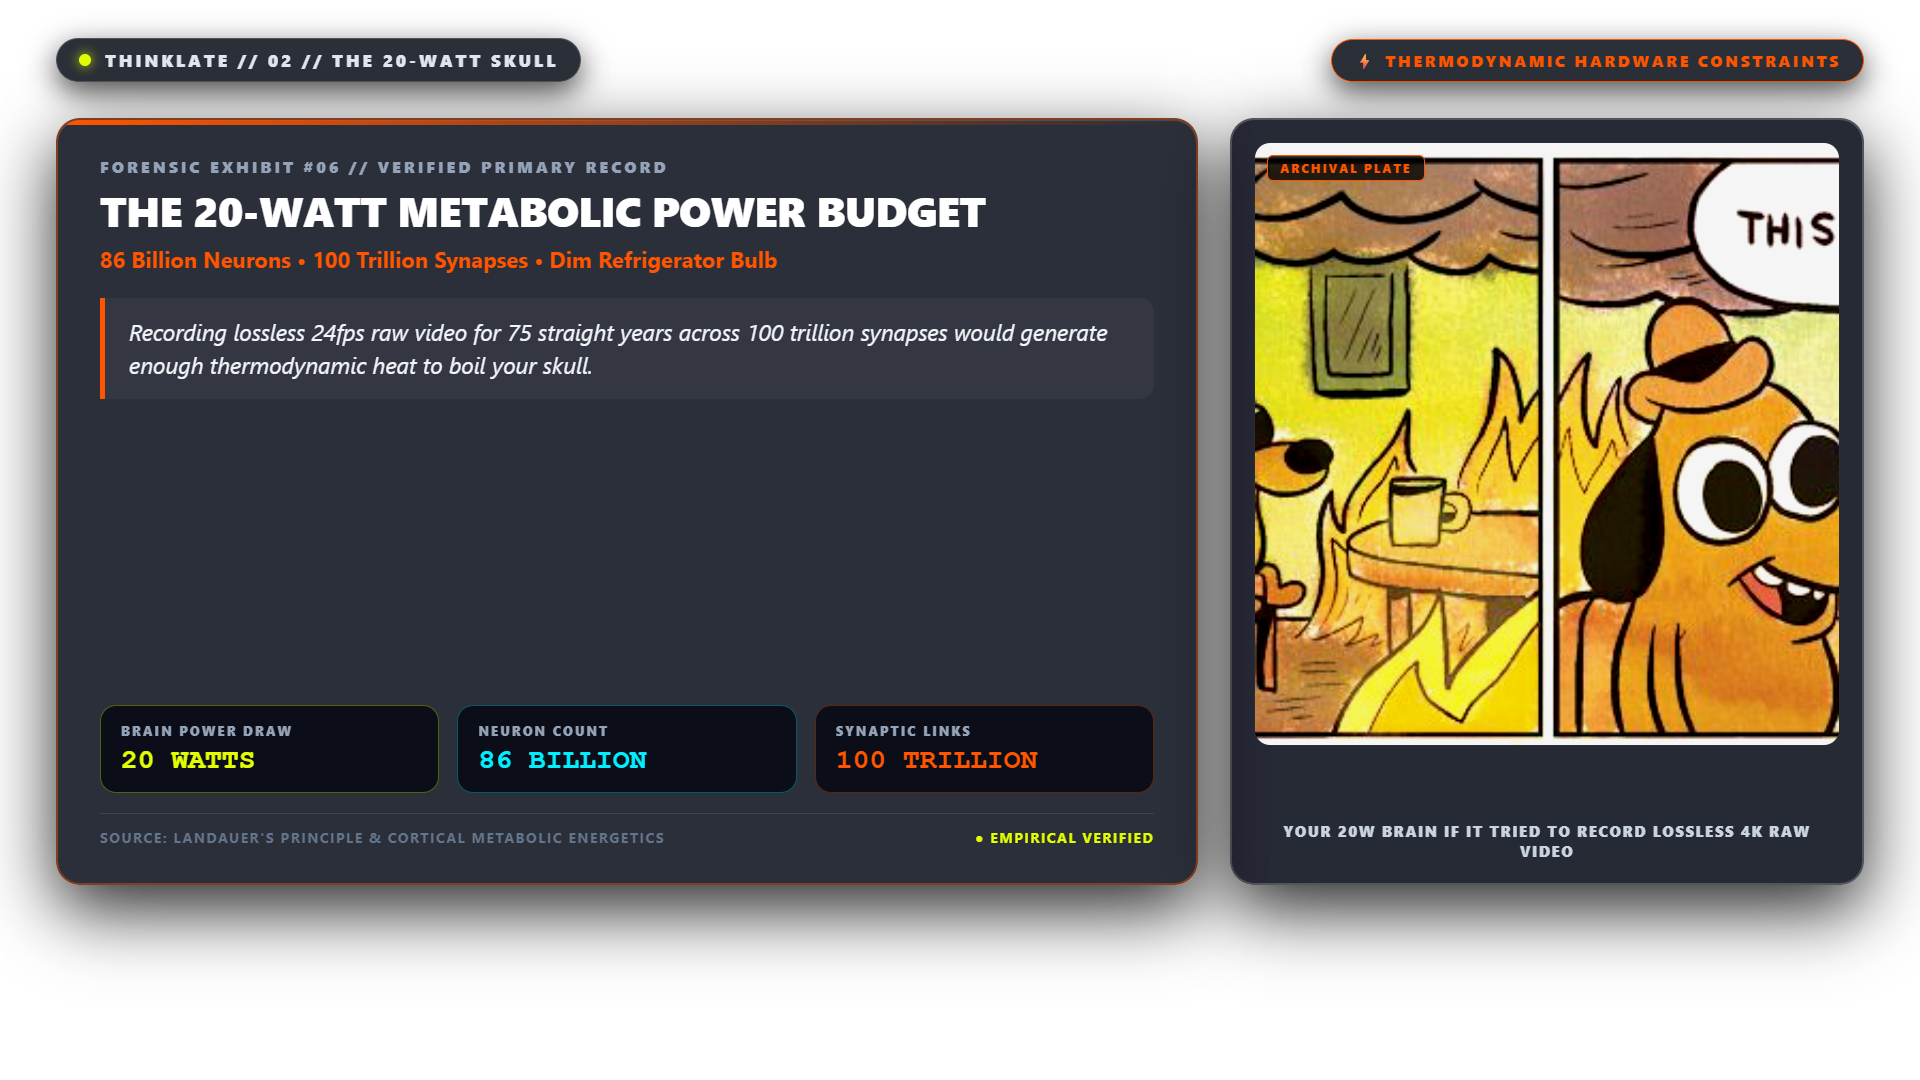 THINKLATE // 02 // THE 20-WATT SKULL
THERMODYNAMIC HARDWARE CONSTRAINTS
FORENSIC EXHIBIT #06 // VERIFIED PRIMARY RECORD
THE 20-WATT METABOLIC POWER BUDGET
86 Billion Neurons • 100 Trillion Synapses • Dim Refrigerator Bulb
Recording lossless 24fps raw video for 75 straight years across 100 trillion synapses would generate
enough thermodynamic heat to boil your skull.
BRAIN POWER DRAW
20 WATTS
NEURON COUNT
86 BILLION
SYNAPTIC LINKS
100 TRILLION
SOURCE: LANDAUER'S PRINCIPLE & CORTICAL METABOLIC ENERGETICS
● EMPIRICAL VERIFIED
ARCHIVAL PLATE
THIS
YOUR 20W BRAIN IF IT TRIED TO RECORD LOSSLESS 4K RAW
VIDEO